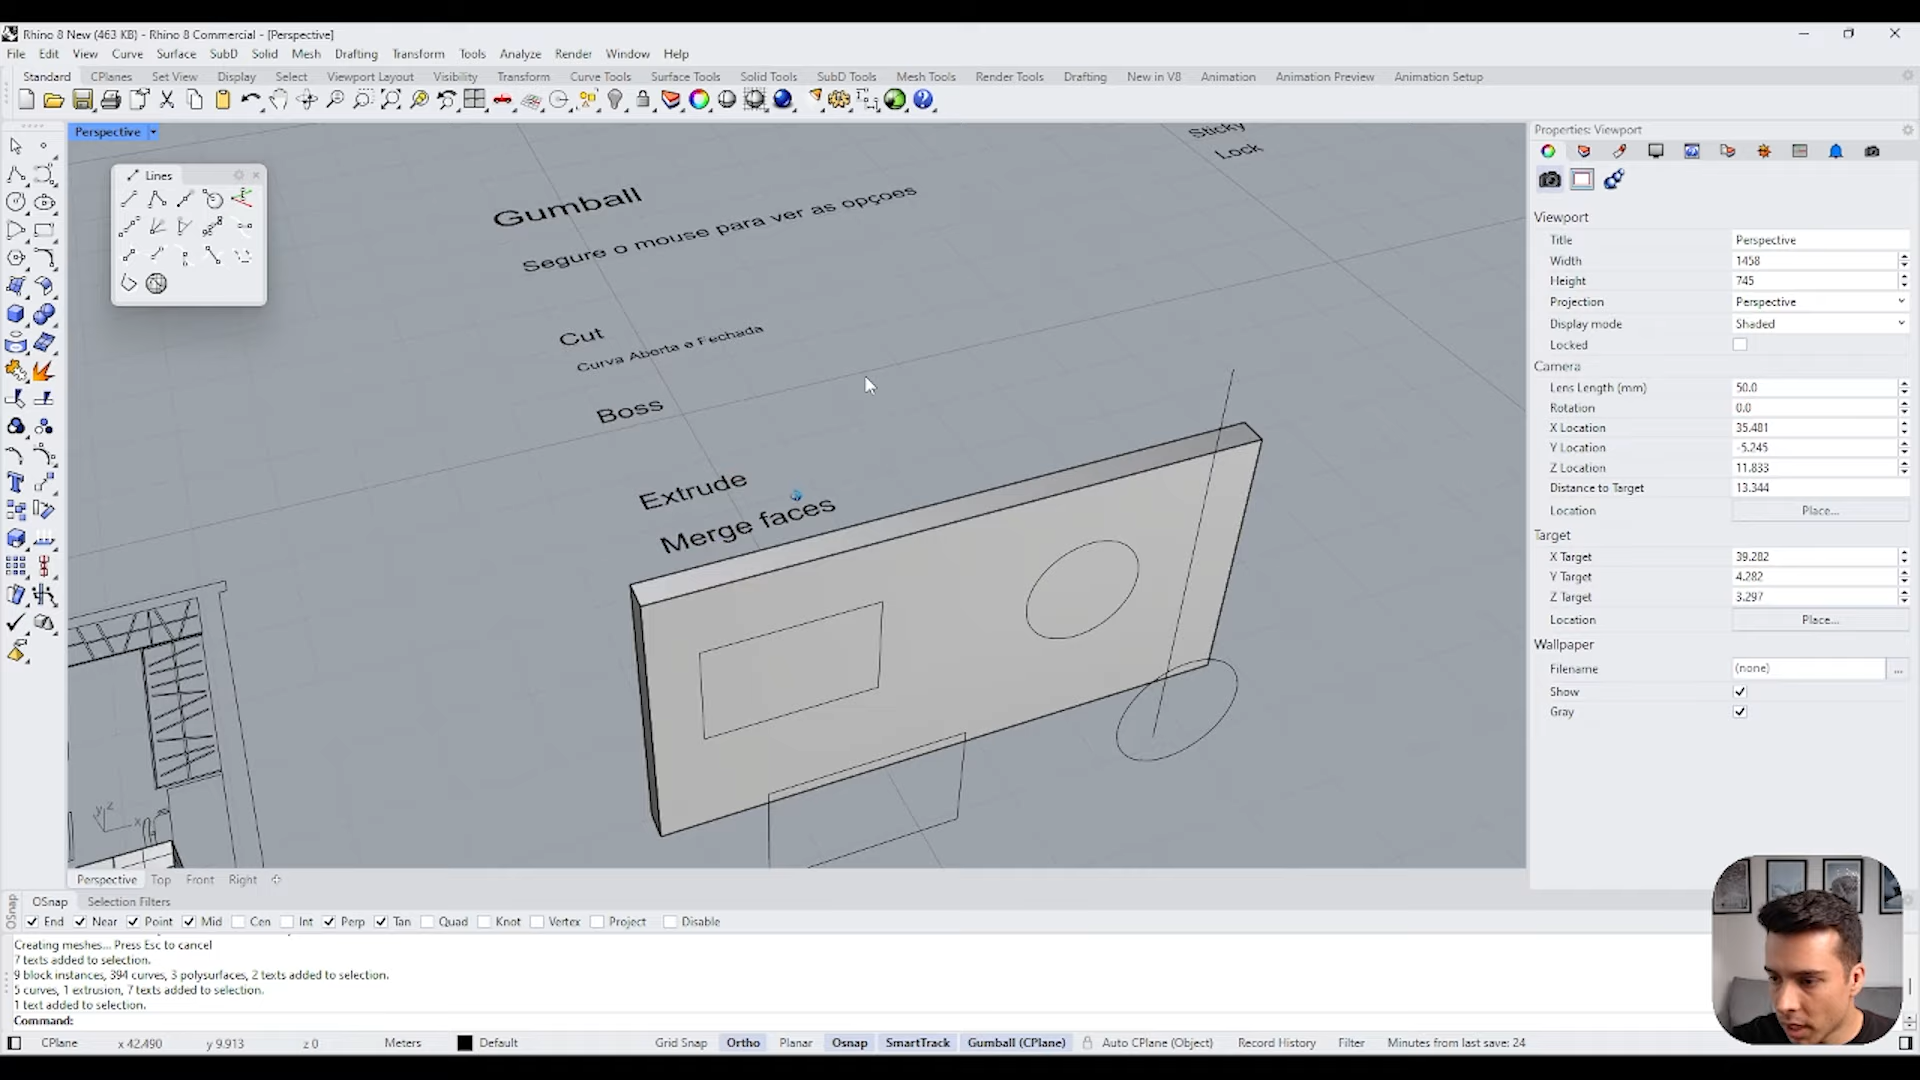 Rhino 8 New (463 KB) - Rhino 8 Commercial - [Perspective]
File Edit View Curve Surface SubD Solid Mesh Drafting Transform Tools Analyze Render Window Help
Standard CPlanes Set View Display Select Viewport Layout Visibility Transform Curve Tools Surface Tools Solid Tools SubD Tools Mesh Tools Render Tools Drafting New in V8 Animation Animation Preview Animation Setup
Perspective
Lines
Sticky
Lock
Gumball
Segure o mouse para ver as opçoes
Cut
Curva Aberta e Fechada
Boss
Extrude
Merge faces
y z
x
Properties: Viewport
Viewport
Title Perspective
Width 1458
Height 745
Projection Perspective
Display mode Shaded
Locked
Camera
Lens Length (mm) 50.0
Rotation 0.0
X Location 35.481
Y Location -5.245
Z Location 11.833
Distance to Target 13.344
Location Place...
Target
X Target 39.282
Y Target 4.282
Z Target 3.297
Location Place...
Wallpaper
Filename (none) ...
Show
Gray
Perspective Top Front Right
OSnap Selection Filters
OSnap
End Near Point Mid Cen Int Perp Tan Quad Knot Vertex Project Disable
Creating meshes... Press Esc to cancel
7 texts added to selection.
9 block instances, 394 curves, 3 polysurfaces, 2 texts added to selection.
5 curves, 1 extrusion, 7 texts added to selection.
1 text added to selection.
Command:
CPlane x 42.490 y 9.913 z 0 Meters Default Grid Snap Ortho Planar Osnap SmartTrack Gumball (CPlane) Auto CPlane (Object) Record History Filter Minutes from last save: 24